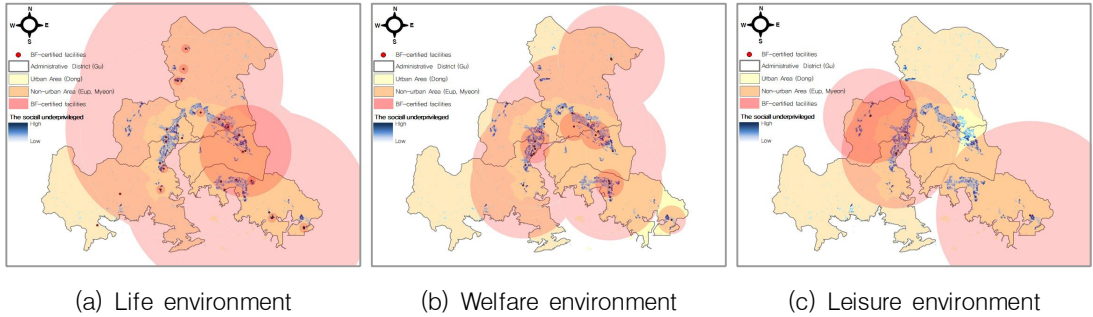 N
W E
S
BF-certified facilities
Administrative District (Gu)
Urban Area (Dong)
Non-urban Area (Eup, Myeon)
BF-certified facilities
The sociall underprivileged
High
Low
N
W E
S
BF-certified facilities
Administrative District (Gu)
Urban Area (Dong)
Non-urban Area (Eup, Myeon)
BF-certified facilities
The sociall underprivileged
High
Low
N
W E
S
BF-certified facilities
Administrative District (Gu)
Urban Area (Dong)
Non-urban Area (Eup, Myeon)
BF-certified facilities
The sociall underprivileged
High
Low
(a) Life environment
(b) Welfare environment
(c) Leisure environment